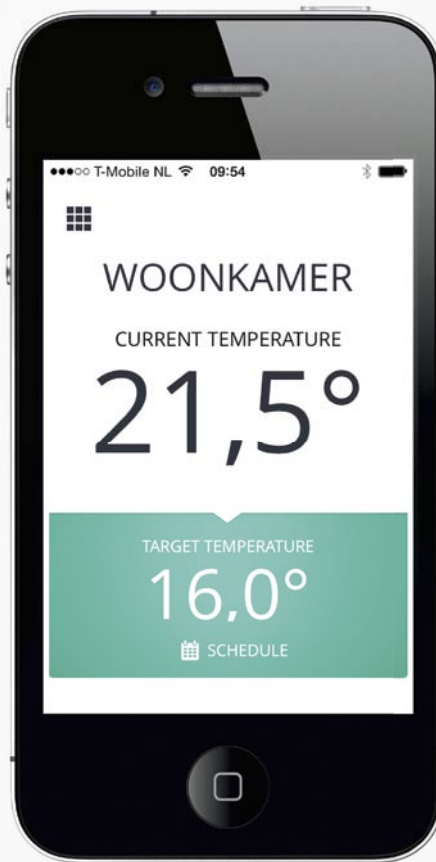 T-Mobile NL 09:54
WOONKAMER
CURRENT TEMPERATURE
21,5°
TARGET TEMPERATURE
16,0°
SCHEDULE